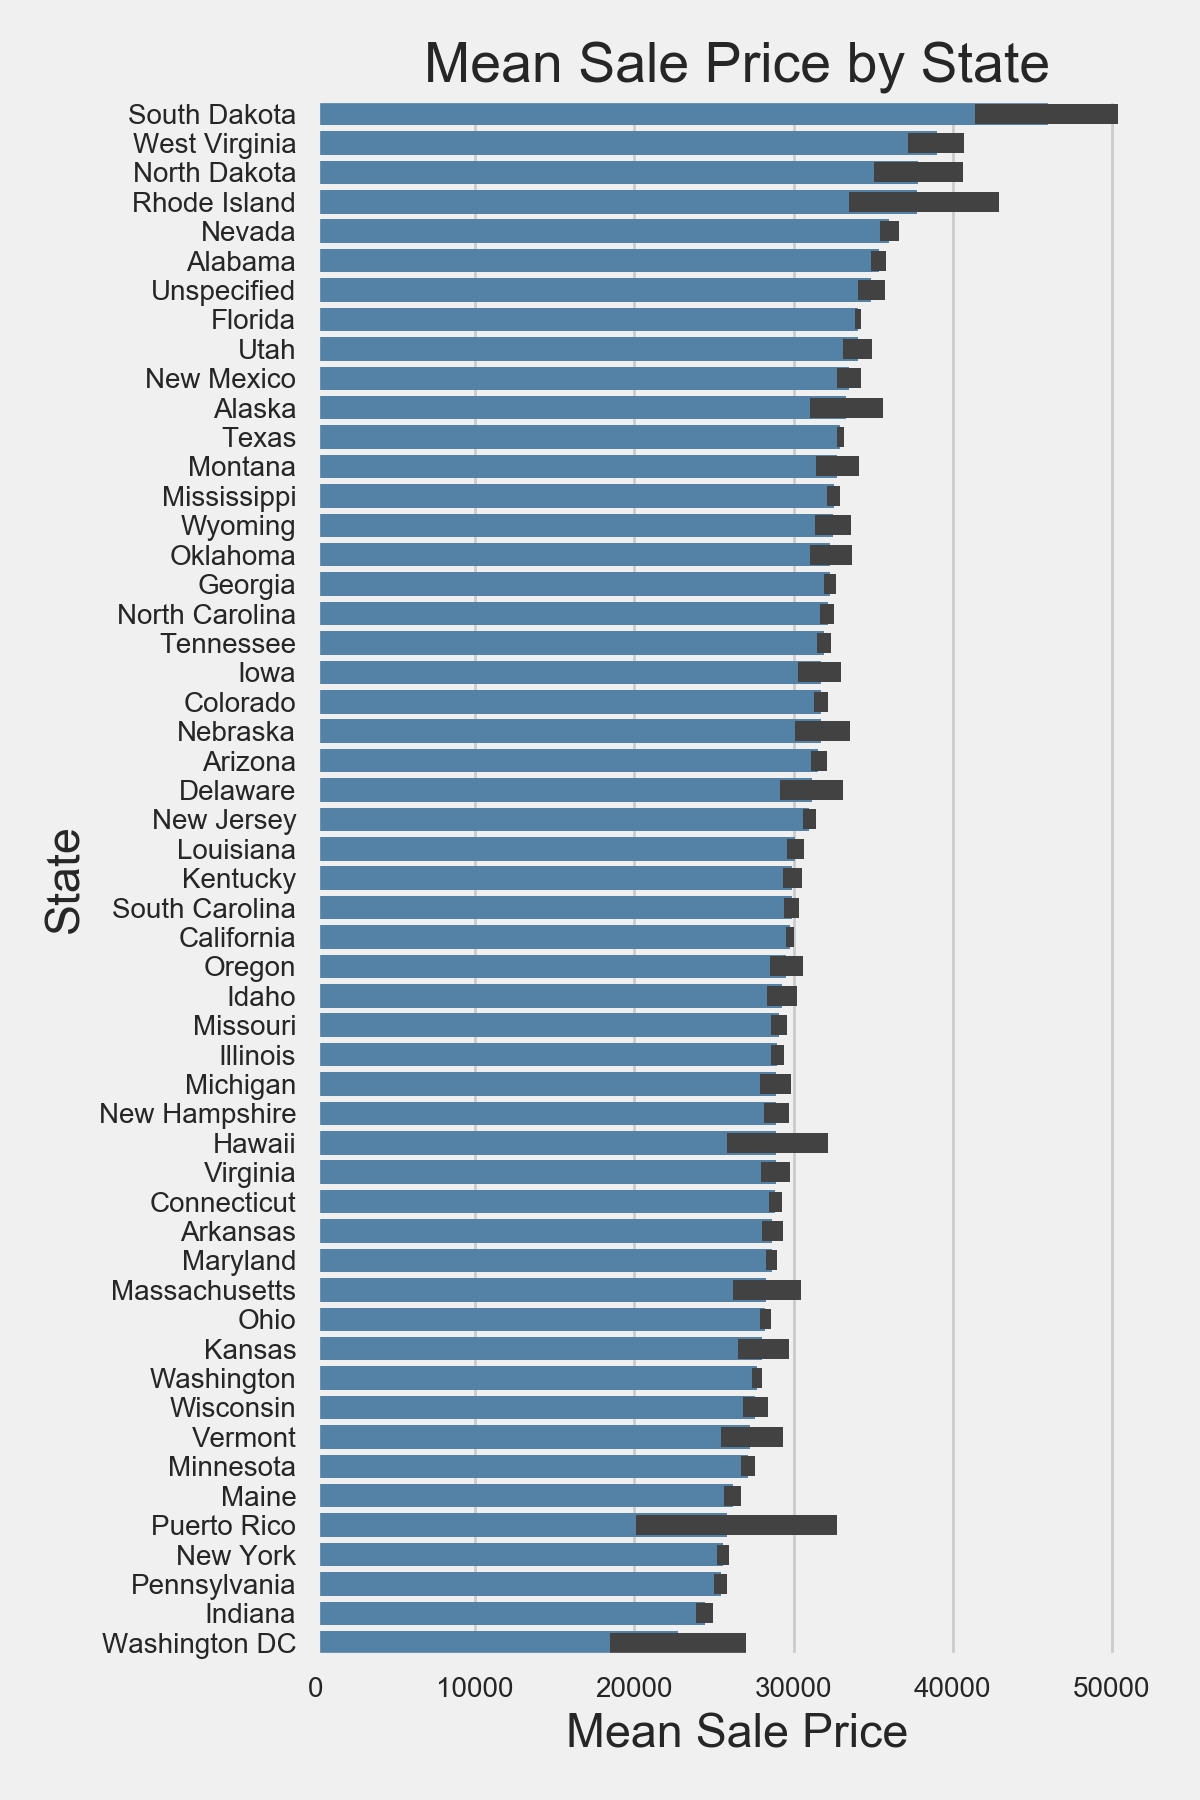 Mean Sale Price by State
South Dakota
West Virginia
North Dakota
Rhode Island
Nevada
Alabama
Unspecified
Florida
Utah
New Mexico
Alaska
Texas
Montana
Mississippi
Wyoming
Oklahoma
Georgia
North Carolina
Tennessee
Iowa
Colorado
Nebraska
Arizona
Delaware
New Jersey
Louisiana
Kentucky
South Carolina
California
Oregon
Idaho
Missouri
Illinois
Michigan
New Hampshire
Hawaii
Virginia
Connecticut
Arkansas
Maryland
Massachusetts
Ohio
Kansas
Washington
Wisconsin
Vermont
Minnesota
Maine
Puerto Rico
New York
Pennsylvania
Indiana
Washington DC
State
0 10000 20000 30000 40000 50000
Mean Sale Price